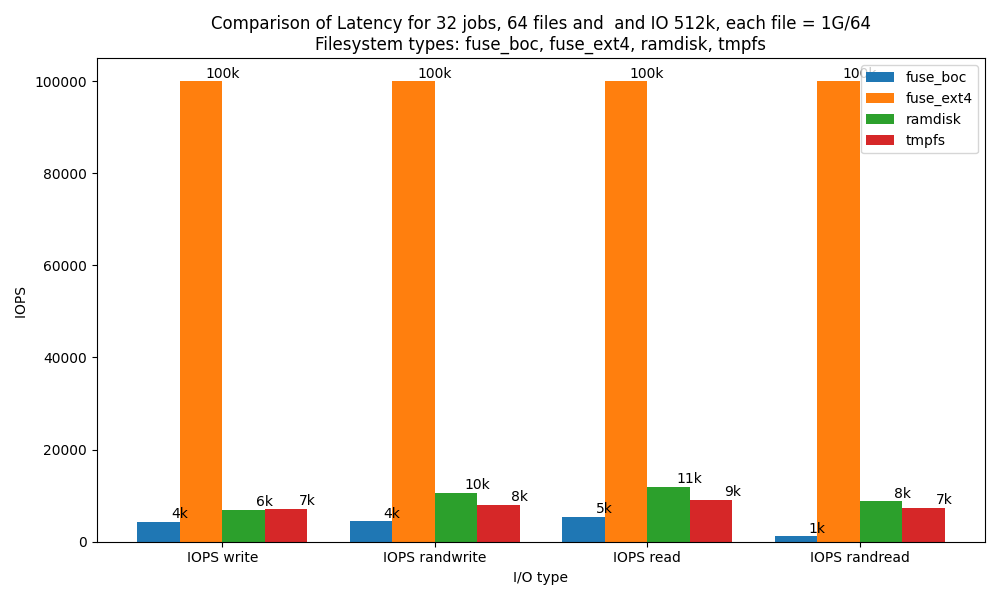 Comparison of Latency for 32 jobs, 64 files and  and IO 512k, each file = 1G/64
Filesystem types: fuse_boc, fuse_ext4, ramdisk, tmpfs
fuse_boc
fuse_ext4
ramdisk
tmpfs
100k
100k
100k
100k
4k
6k
7k
4k
10k
8k
5k
11k
9k
1k
8k
7k
100000
80000
60000
40000
20000
0
IOPS
IOPS write
IOPS randwrite
IOPS read
IOPS randread
I/O type